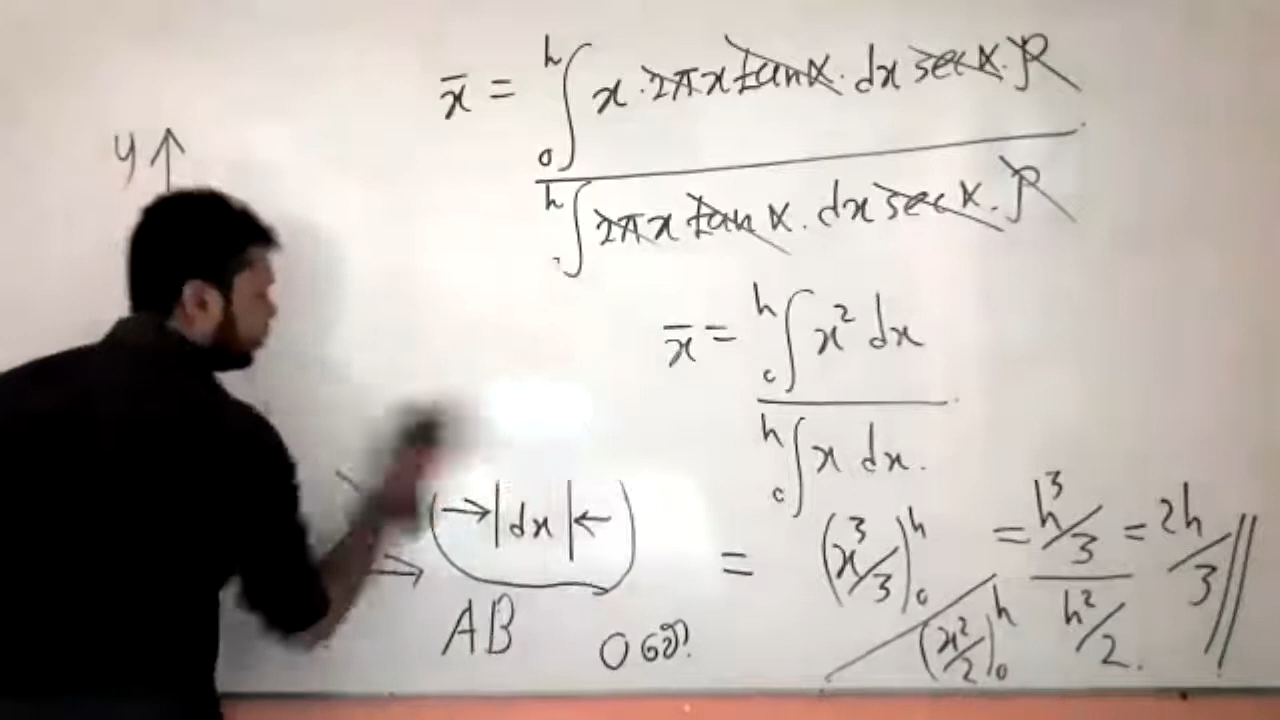 x̄ = ∫₀ʰ x · 2πx tanα · dx secα · ρ
∫ʰ 2πx tanα · dx secα · ρ
y
x̄ = ∫₀ʰ x² dx
∫₀ʰ x dx.
dx
= (x³/3)₀ʰ / (x²/2)₀ʰ = h³/3 / h²/2 = 2h/3
AB